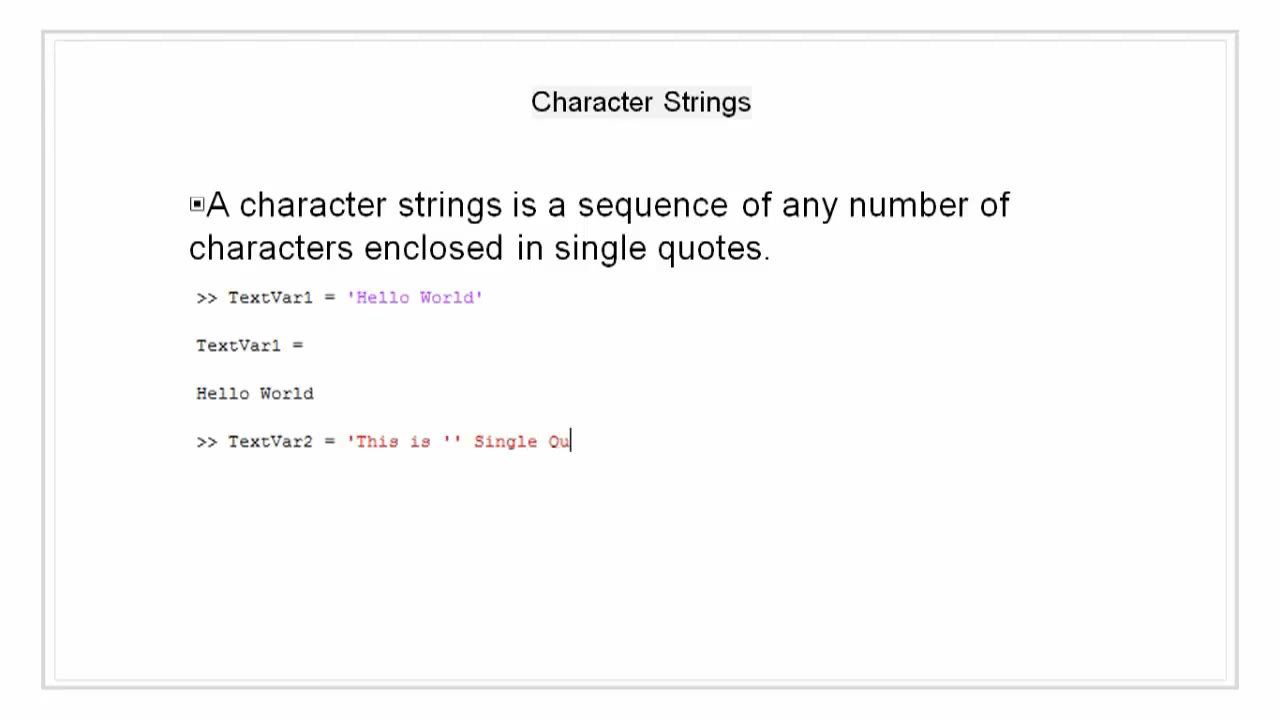 Character Strings
A character strings is a sequence of any number of
characters enclosed in single quotes.
>> TextVar1 = 'Hello World'
TextVar1 =
Hello World
>> TextVar2 = 'This is '' Single Qu